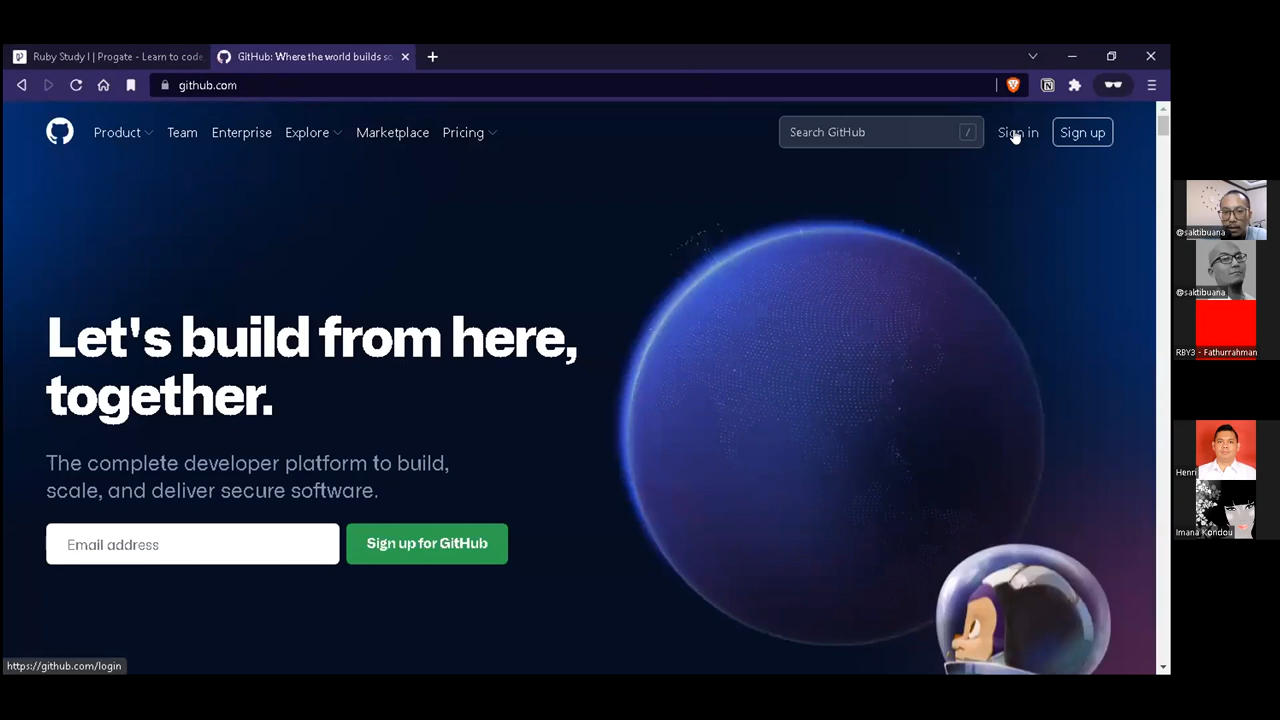 Ruby Study I | Progate - Learn to code,
GitHub: Where the world builds so
github.com
Product
Team
Enterprise
Explore
Marketplace
Pricing
Search GitHub
/
Sign in
Sign up
Let's build from here,
together.
The complete developer platform to build,
scale, and deliver secure software.
Email address
Sign up for GitHub
https://github.com/login
@saktibuana
@saktibuana
RBY3 - Fathurrahman
Henri
Imana Kondou